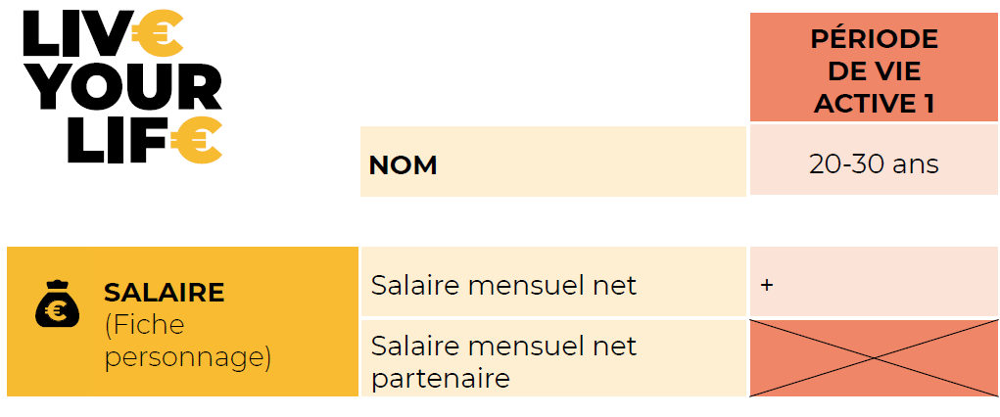 LIV€
YOUR
LIF€
PÉRIODE
DE VIE
ACTIVE 1
NOM
20-30 ans
SALAIRE
(Fiche
personnage)
Salaire mensuel net
+
Salaire mensuel net
partenaire